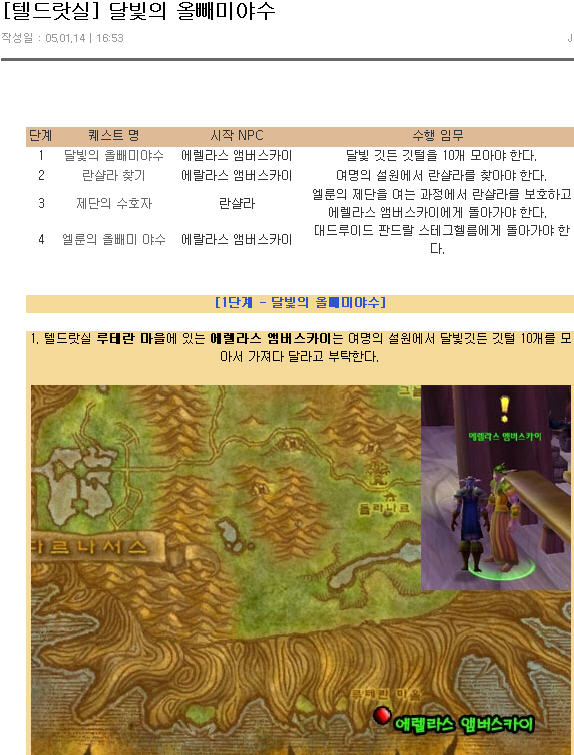 [텔드랏실] 달빛의 올빼미야수
작성일 : 05.01.14 | 16:53
J
단계 퀘스트 명 시작 NPC 수행 임무
1 달빛의 올빼미야수 에렐라스 앰버스카이 달빛 깃든 깃털을 10개 모아야 한다.
2 란샬라 찾기 에랄라스 앰버스카이 여명의 설원에서 란샬라를 찾아야 한다.
3 제단의 수호자 란샬라 엘룬의 제단을 여는 과정에서 란샬라를 보호하고
에렐라스 앰버스카이에게 돌아가야 한다.
4 엘룬의 올빼미 야수 에랄라스 앰버스카이 대드루이드 판드랄 스테그헬름에게 돌아가야 한
다.
[1단계 - 달빛의 올빼미야수]
1. 텔드랏실 루테란 마을에 있는 에렐라스 앰버스카이는 여명의 설원에서 달빛깃든 깃털 10개를 모
아서 가져다 달라고 부탁한다.
에렐라스 앰버스카이
돌라나르
다르나서스
루테란 마을
에렐라스 앰버스카이